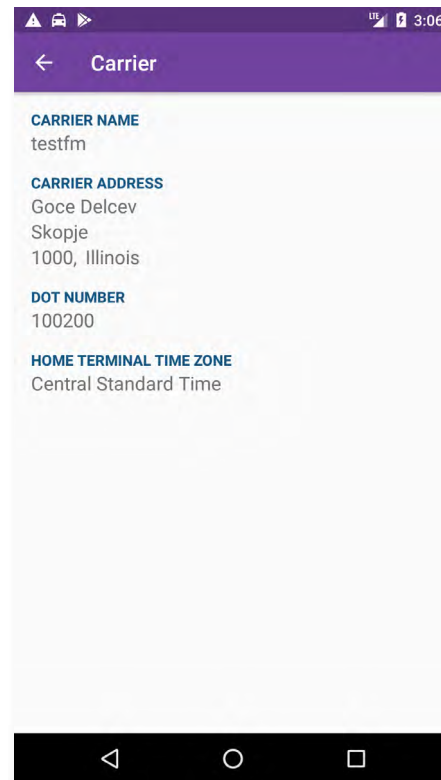 LTE 3:06
Carrier
CARRIER NAME
testfm
CARRIER ADDRESS
Goce Delcev
Skopje
1000, Illinois
DOT NUMBER
100200
HOME TERMINAL TIME ZONE
Central Standard Time